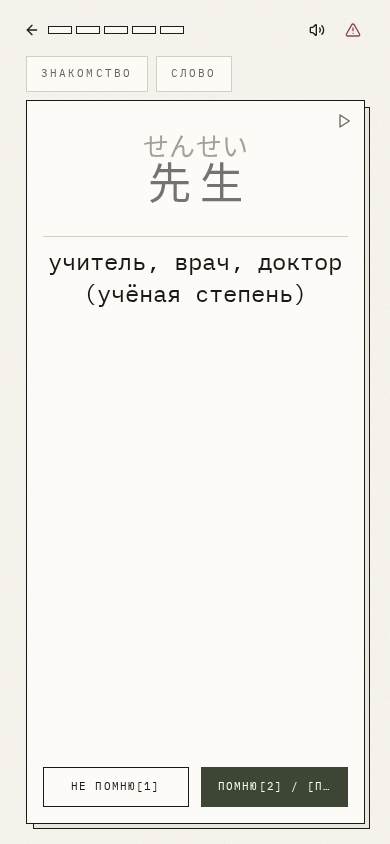 ЗНАКОМСТВО
СЛОВО
せんせい
先生
учитель, врач, доктор
(учёная степень)
НЕ ПОМНЮ[1]
ПОМНЮ[2] / [П…